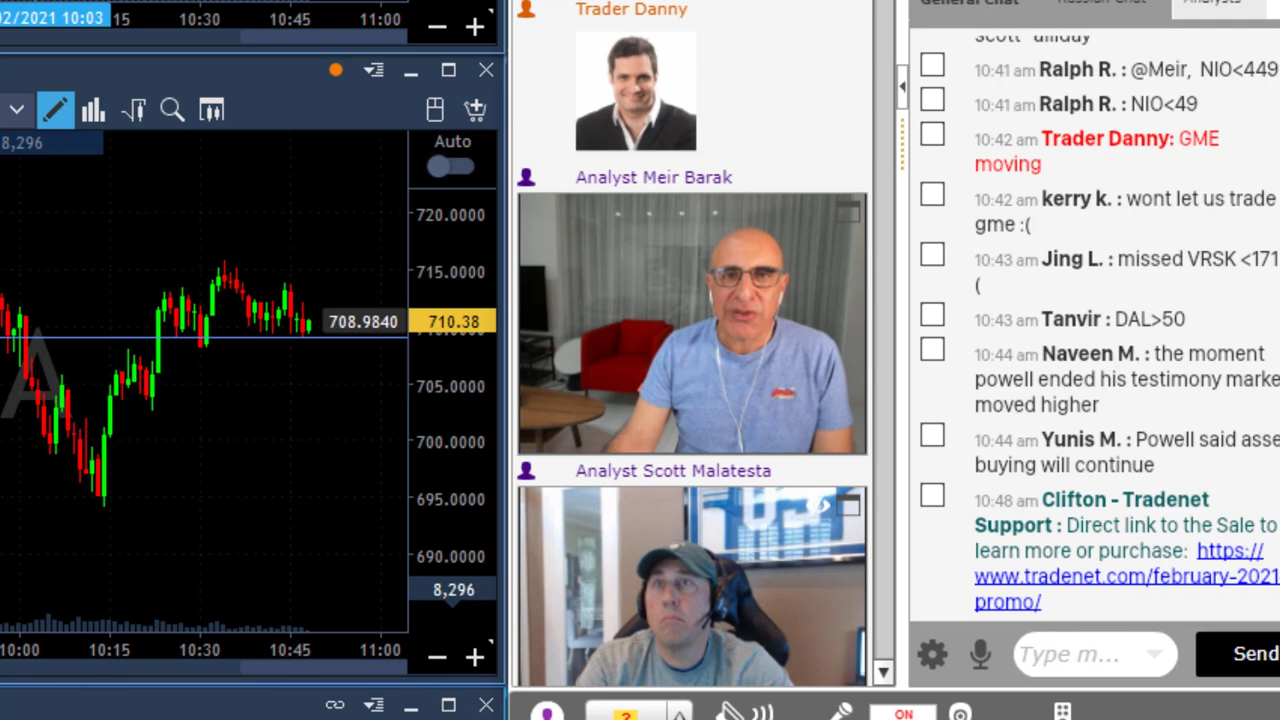 02/2021 10:03
15
10:30
10:45
11:00
8,296
Auto
720.0000
715.0000
708.9840
710.38
705.0000
700.0000
695.0000
690.0000
8,296
10:00
10:15
10:30
10:45
11:00
Trader Danny
Analyst Meir Barak
Analyst Scott Malatesta
General Chat
Russian Chat
Analysts
scott allday
10:41 am Ralph R. : @Meir, NIO<449
10:41 am Ralph R. : NIO<49
10:42 am Trader Danny: GME
moving
10:42 am kerry k. : wont let us trade
gme :(
10:43 am Jing L. : missed VRSK <171
(
10:43 am Tanvir : DAL>50
10:44 am Naveen M. : the moment
powell ended his testimony marke
moved higher
10:44 am Yunis M. : Powell said asse
buying will continue
10:48 am Clifton - Tradenet
Support : Direct link to the Sale to
learn more or purchase: https://
www.tradenet.com/february-2021
promo/
Type m...
Send
?
ON